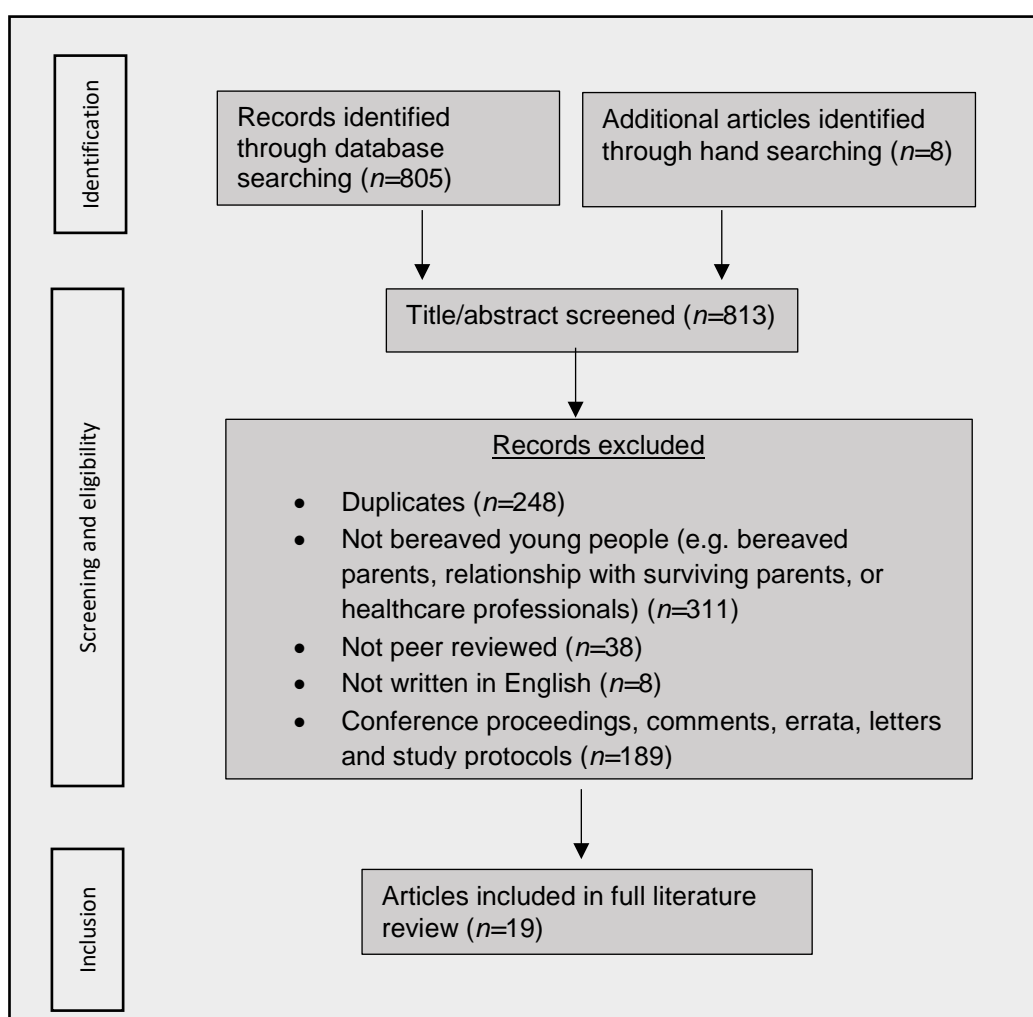 Identification
Records identified
through database
searching (n=805)
Additional articles identified
through hand searching (n=8)
Screening and eligibility
Title/abstract screened (n=813)
Records excluded
• Duplicates (n=248)
• Not bereaved young people (e.g. bereaved
parents, relationship with surviving parents, or
healthcare professionals) (n=311)
• Not peer reviewed (n=38)
• Not written in English (n=8)
• Conference proceedings, comments, errata, letters
and study protocols (n=189)
Inclusion
Articles included in full literature
review (n=19)